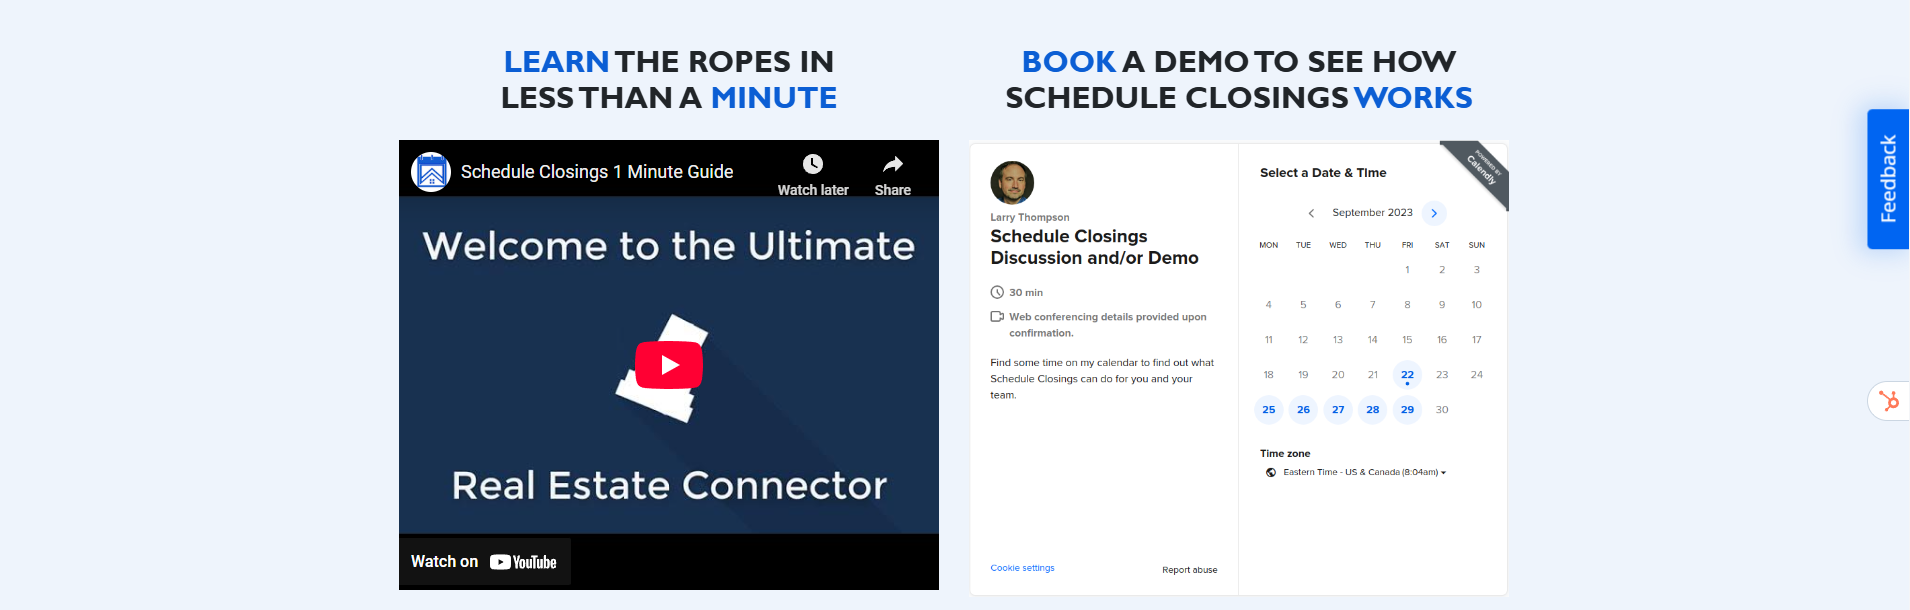 LEARN THE ROPES IN
LESS THAN A MINUTE
Schedule Closings 1 Minute Guide
Watch later
Share
Welcome to the Ultimate
Real Estate Connector
Watch on YouTube
BOOK A DEMO TO SEE HOW
SCHEDULE CLOSINGS WORKS
Larry Thompson
Schedule Closings
Discussion and/or Demo
30 min
Web conferencing details provided upon
confirmation.
Find some time on my calendar to find out what
Schedule Closings can do for you and your
team.
Cookie settings
Report abuse
POWERED BY
Calendly
Select a Date & Time
September 2023
MON TUE WED THU FRI SAT SUN
1 2 3
4 5 6 7 8 9 10
11 12 13 14 15 16 17
18 19 20 21 22 23 24
25 26 27 28 29 30
Time zone
Eastern Time - US & Canada (8:04am)
Feedback